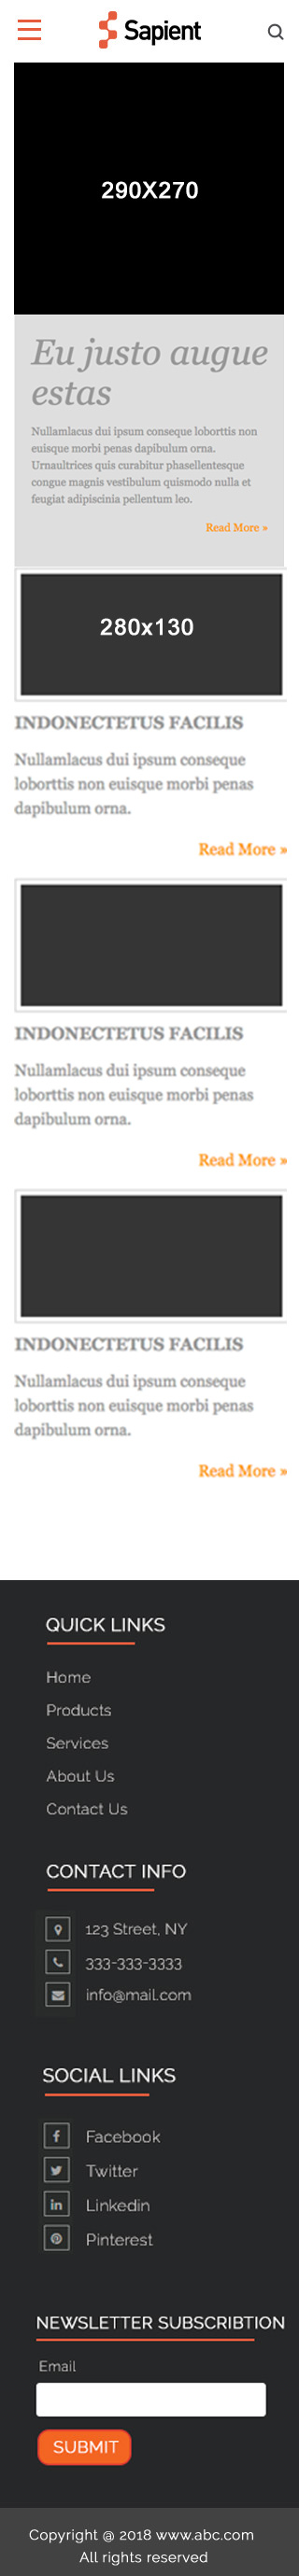 Sapient
290X270
Eu justo augue
estas
Nullamlacus dui ipsum conseque loborttis non
euisque morbi penas dapibulum orna.
Urnaultrices quis curabitur phasellentesque
congue magnis vestibulum quismodo nulla et
feugiat adipiscinia pellentum leo.
Read More »
280x130
INDONECTETUS FACILIS
Nullamlacus dui ipsum conseque
loborttis non euisque morbi penas
dapibulum orna.
Read More »
INDONECTETUS FACILIS
Nullamlacus dui ipsum conseque
loborttis non euisque morbi penas
dapibulum orna.
Read More »
INDONECTETUS FACILIS
Nullamlacus dui ipsum conseque
loborttis non euisque morbi penas
dapibulum orna.
Read More »
QUICK LINKS
Home
Products
Services
About Us
Contact Us
CONTACT INFO
123 Street, NY
333-333-3333
info@mail.com
SOCIAL LINKS
Facebook
Twitter
Linkedin
Pinterest
NEWSLETTER SUBSCRIBTION
Email
SUBMIT
Copyright @ 2018 www.abc.com
All rights reserved